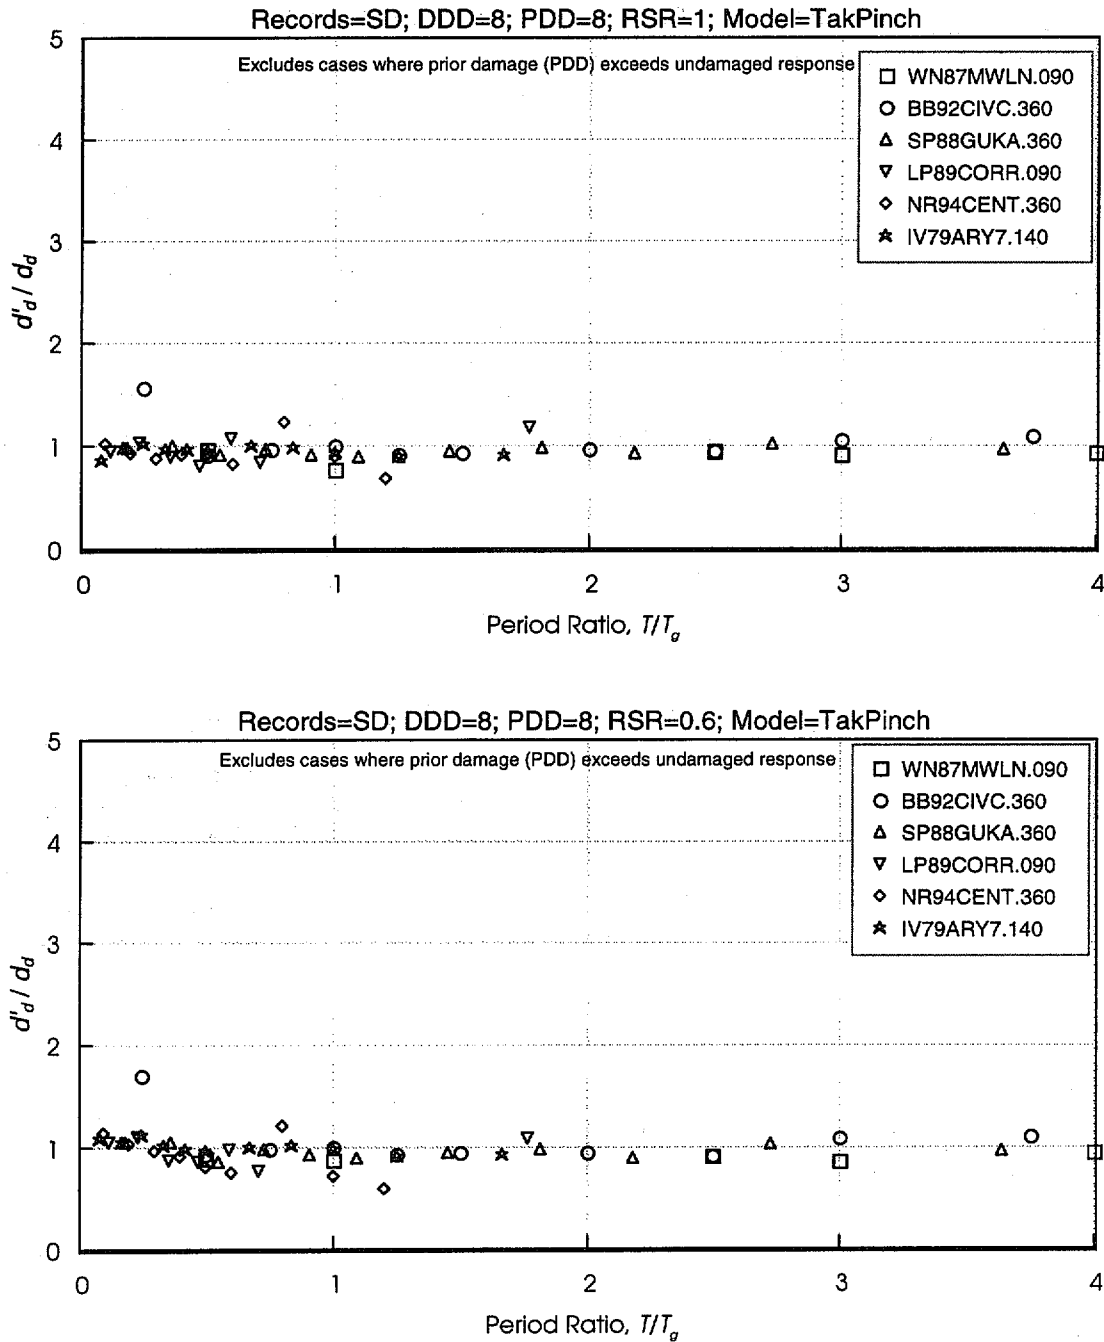 Records=SD; DDD=8; PDD=8; RSR=1; Model=TakPinch
Excludes cases where prior damage (PDD) exceeds undamaged response
WN87MWLN.090
BB92CIVC.360
SP88GUKA.360
LP89CORR.090
NR94CENT.360
IV79ARY7.140
5
4
3
2
1
0
d'd / dd
0 1 2 3 4
Period Ratio, T/Tg
Records=SD; DDD=8; PDD=8; RSR=0.6; Model=TakPinch
Excludes cases where prior damage (PDD) exceeds undamaged response
WN87MWLN.090
BB92CIVC.360
SP88GUKA.360
LP89CORR.090
NR94CENT.360
IV79ARY7.140
5
4
3
2
1
0
d'd / dd
0 1 2 3 4
Period Ratio, T/Tg